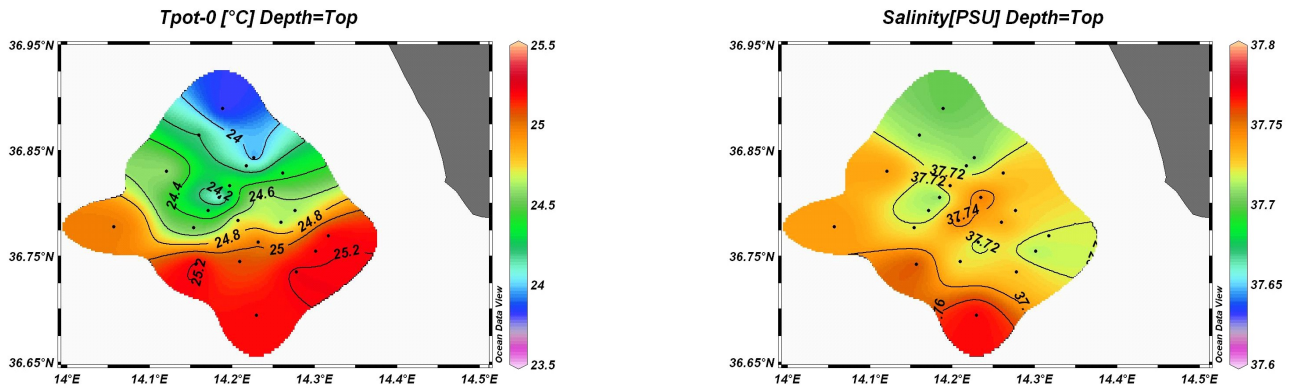 Tpot-0 [°C] Depth=Top
36.95°N
36.85°N
36.75°N
36.65°N
14°E
14.1°E
14.2°E
14.3°E
14.4°E
14.5°E
24
24.4
24.2
24.6
24.8
24.8
25
25.2
25.2
Ocean Data View
25.5
25
24.5
24
23.5
Salinity[PSU] Depth=Top
36.95°N
36.85°N
36.75°N
36.65°N
14°E
14.1°E
14.2°E
14.3°E
14.4°E
14.5°E
37.72
37.72
37.74
37.72
Ocean Data View
37.8
37.75
37.7
37.65
37.6